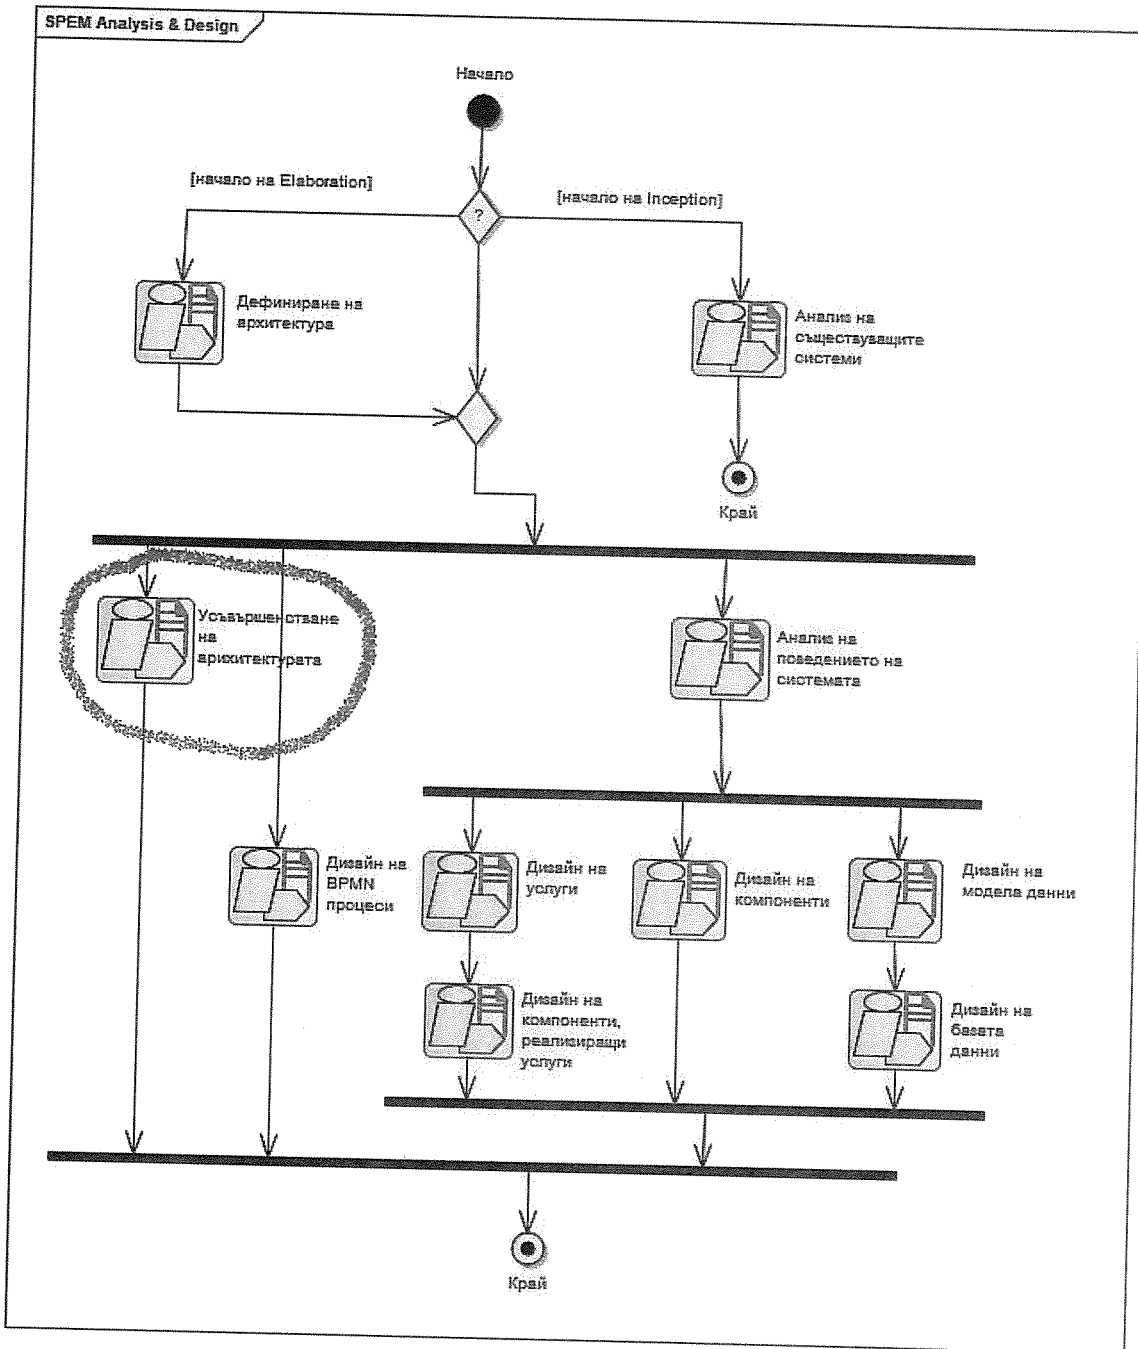 SPEM Analysis & Design
Начало
[начало на Elaboration]
[начало на Inception]
?
Дефиниране на
архитектура
Анализ на
съществуващите
системи
Край
Усъвършенстване
на
архитектурата
Анализ на
поведението на
системата
Дизайн на
BPMN
процеси
Дизайн на
услуги
Дизайн на
компоненти
Дизайн на
модела данни
Дизайн на
компоненти,
реализиращи
услуги
Дизайн на
базата
данни
Край